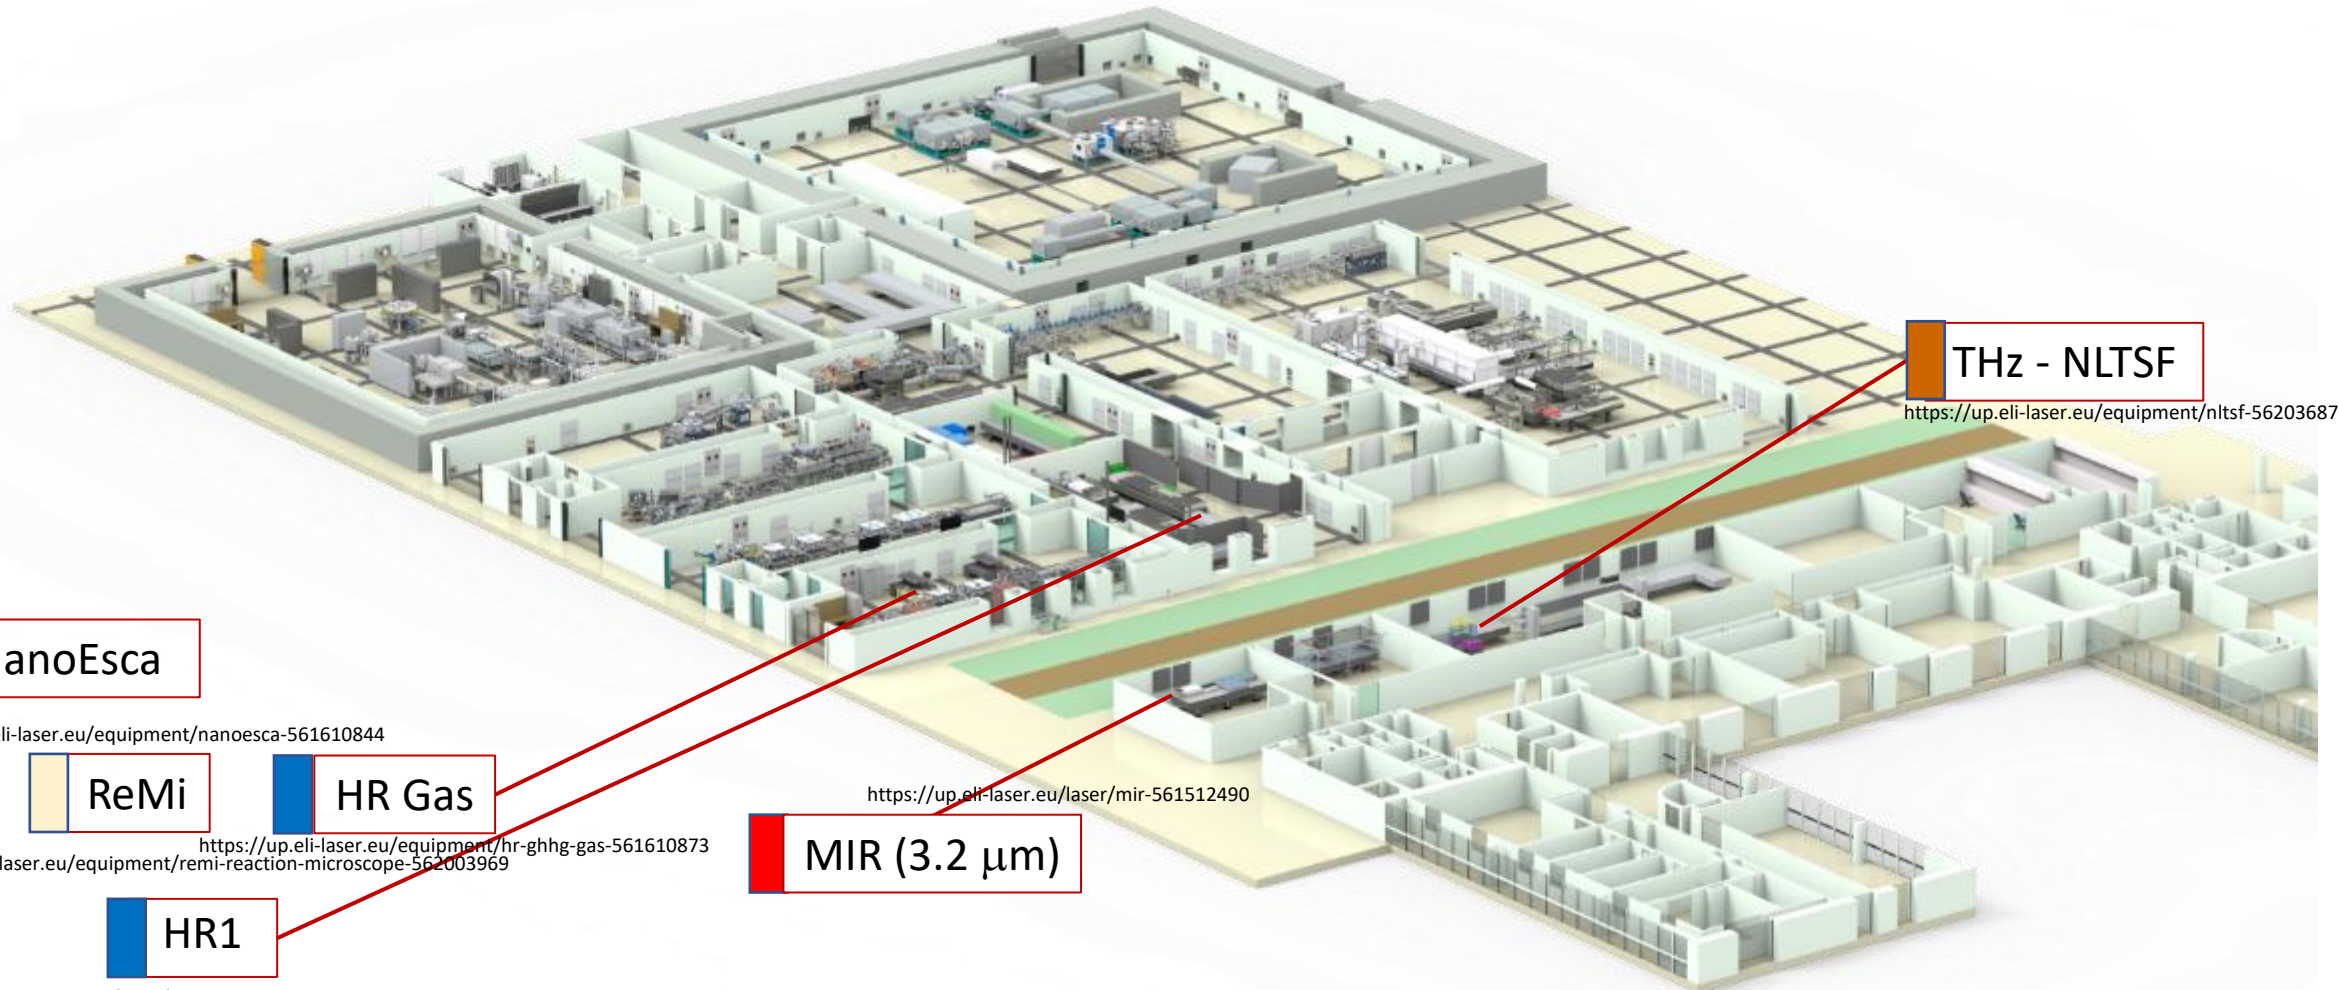 THz - NLTSF
https://up.eli-laser.eu/equipment/nltsf-56203687
anoEsca
li-laser.eu/equipment/nanoesca-561610844
ReMi
HR Gas
https://up.eli-laser.eu/laser/mir-561512490
MIR (3.2 μm)
https://up.eli-laser.eu/equipment/hr-ghhg-gas-561610873
laser.eu/equipment/remi-reaction-microscope-562003969
HR1